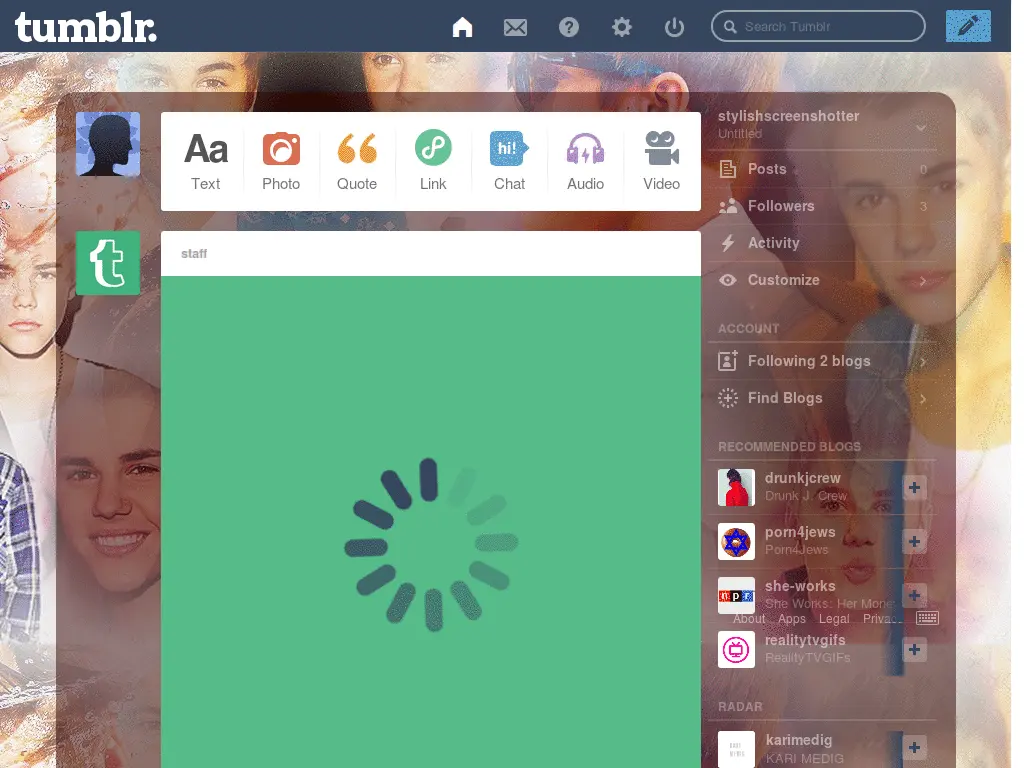 tumblr.
Search Tumblr
Aa
Text
Photo
Quote
Link
hi!
Chat
Audio
Video
t
staff
stylishscreenshotter
Untitled
Posts 0
Followers 3
Activity
Customize
ACCOUNT
Following 2 blogs
Find Blogs
RECOMMENDED BLOGS
drunkjcrew
Drunk J. Crew
porn4jews
Porn4Jews
she-works
npr
She Works: Her Mone
About Apps Legal Priva...
realitytvgifs
RealityTVGIFs
RADAR
karimedig
KARI MEDIG